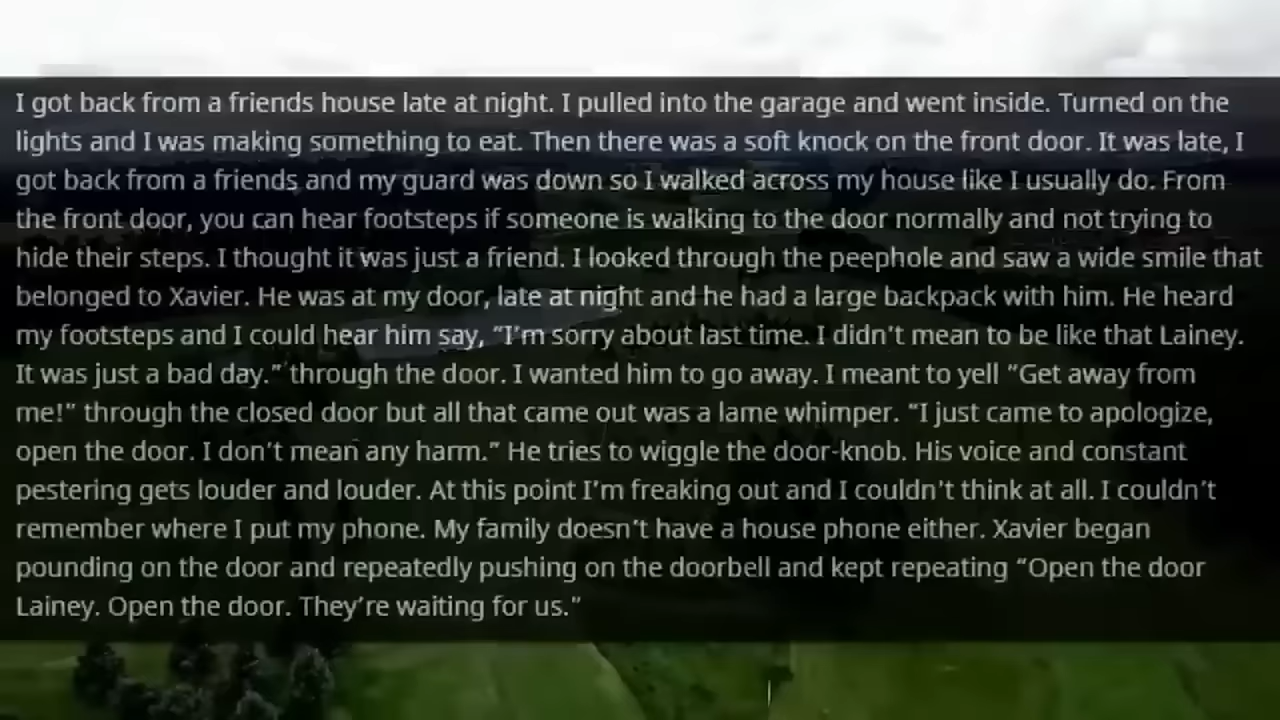 I got back from a friends house late at night. I pulled into the garage and went inside. Turned on the
lights and I was making something to eat. Then there was a soft knock on the front door. It was late, I
got back from a friends and my guard was down so I walked across my house like I usually do. From
the front door, you can hear footsteps if someone is walking to the door normally and not trying to
hide their steps. I thought it was just a friend. I looked through the peephole and saw a wide smile that
belonged to Xavier. He was at my door, late at night and he had a large backpack with him. He heard
my footsteps and I could hear him say, “I’m sorry about last time. I didn’t mean to be like that Lainey.
It was just a bad day.” through the door. I wanted him to go away. I meant to yell “Get away from
me!” through the closed door but all that came out was a lame whimper. “I just came to apologize,
open the door. I don’t mean any harm.” He tries to wiggle the door-knob. His voice and constant
pestering gets louder and louder. At this point I’m freaking out and I couldn’t think at all. I couldn’t
remember where I put my phone. My family doesn’t have a house phone either. Xavier began
pounding on the door and repeatedly pushing on the doorbell and kept repeating “Open the door
Lainey. Open the door. They’re waiting for us.”